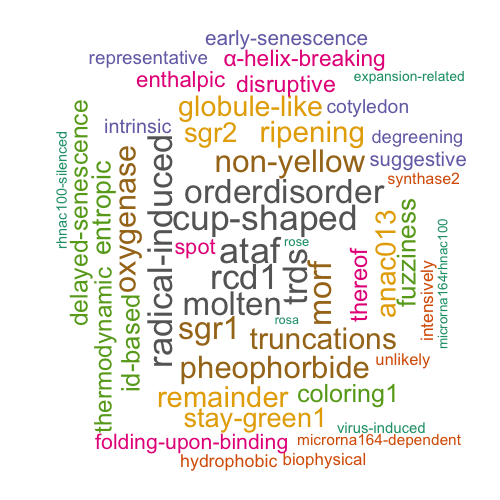 early-senescence
representative
α-helix-breaking
enthalpic
disruptive
expansion-related
globule-like
cotyledon
intrinsic
sgr2
ripening
degreening
non-yellow
suggestive
synthase2
orderdisorder
cup-shaped
rhnac100-silenced
delayed-senescence
entropic
oxygenase
radical-induced
spot
ataf
rose
rcd1
trds
morf
thereof
anac013
fuzziness
intensively
microrna164rhnac100
thermodynamic
id-based
molten
rosa
sgr1
truncations
unlikely
pheophorbide
remainder
coloring1
stay-green1
virus-induced
folding-upon-binding
microrna164-dependent
hydrophobic
biophysical